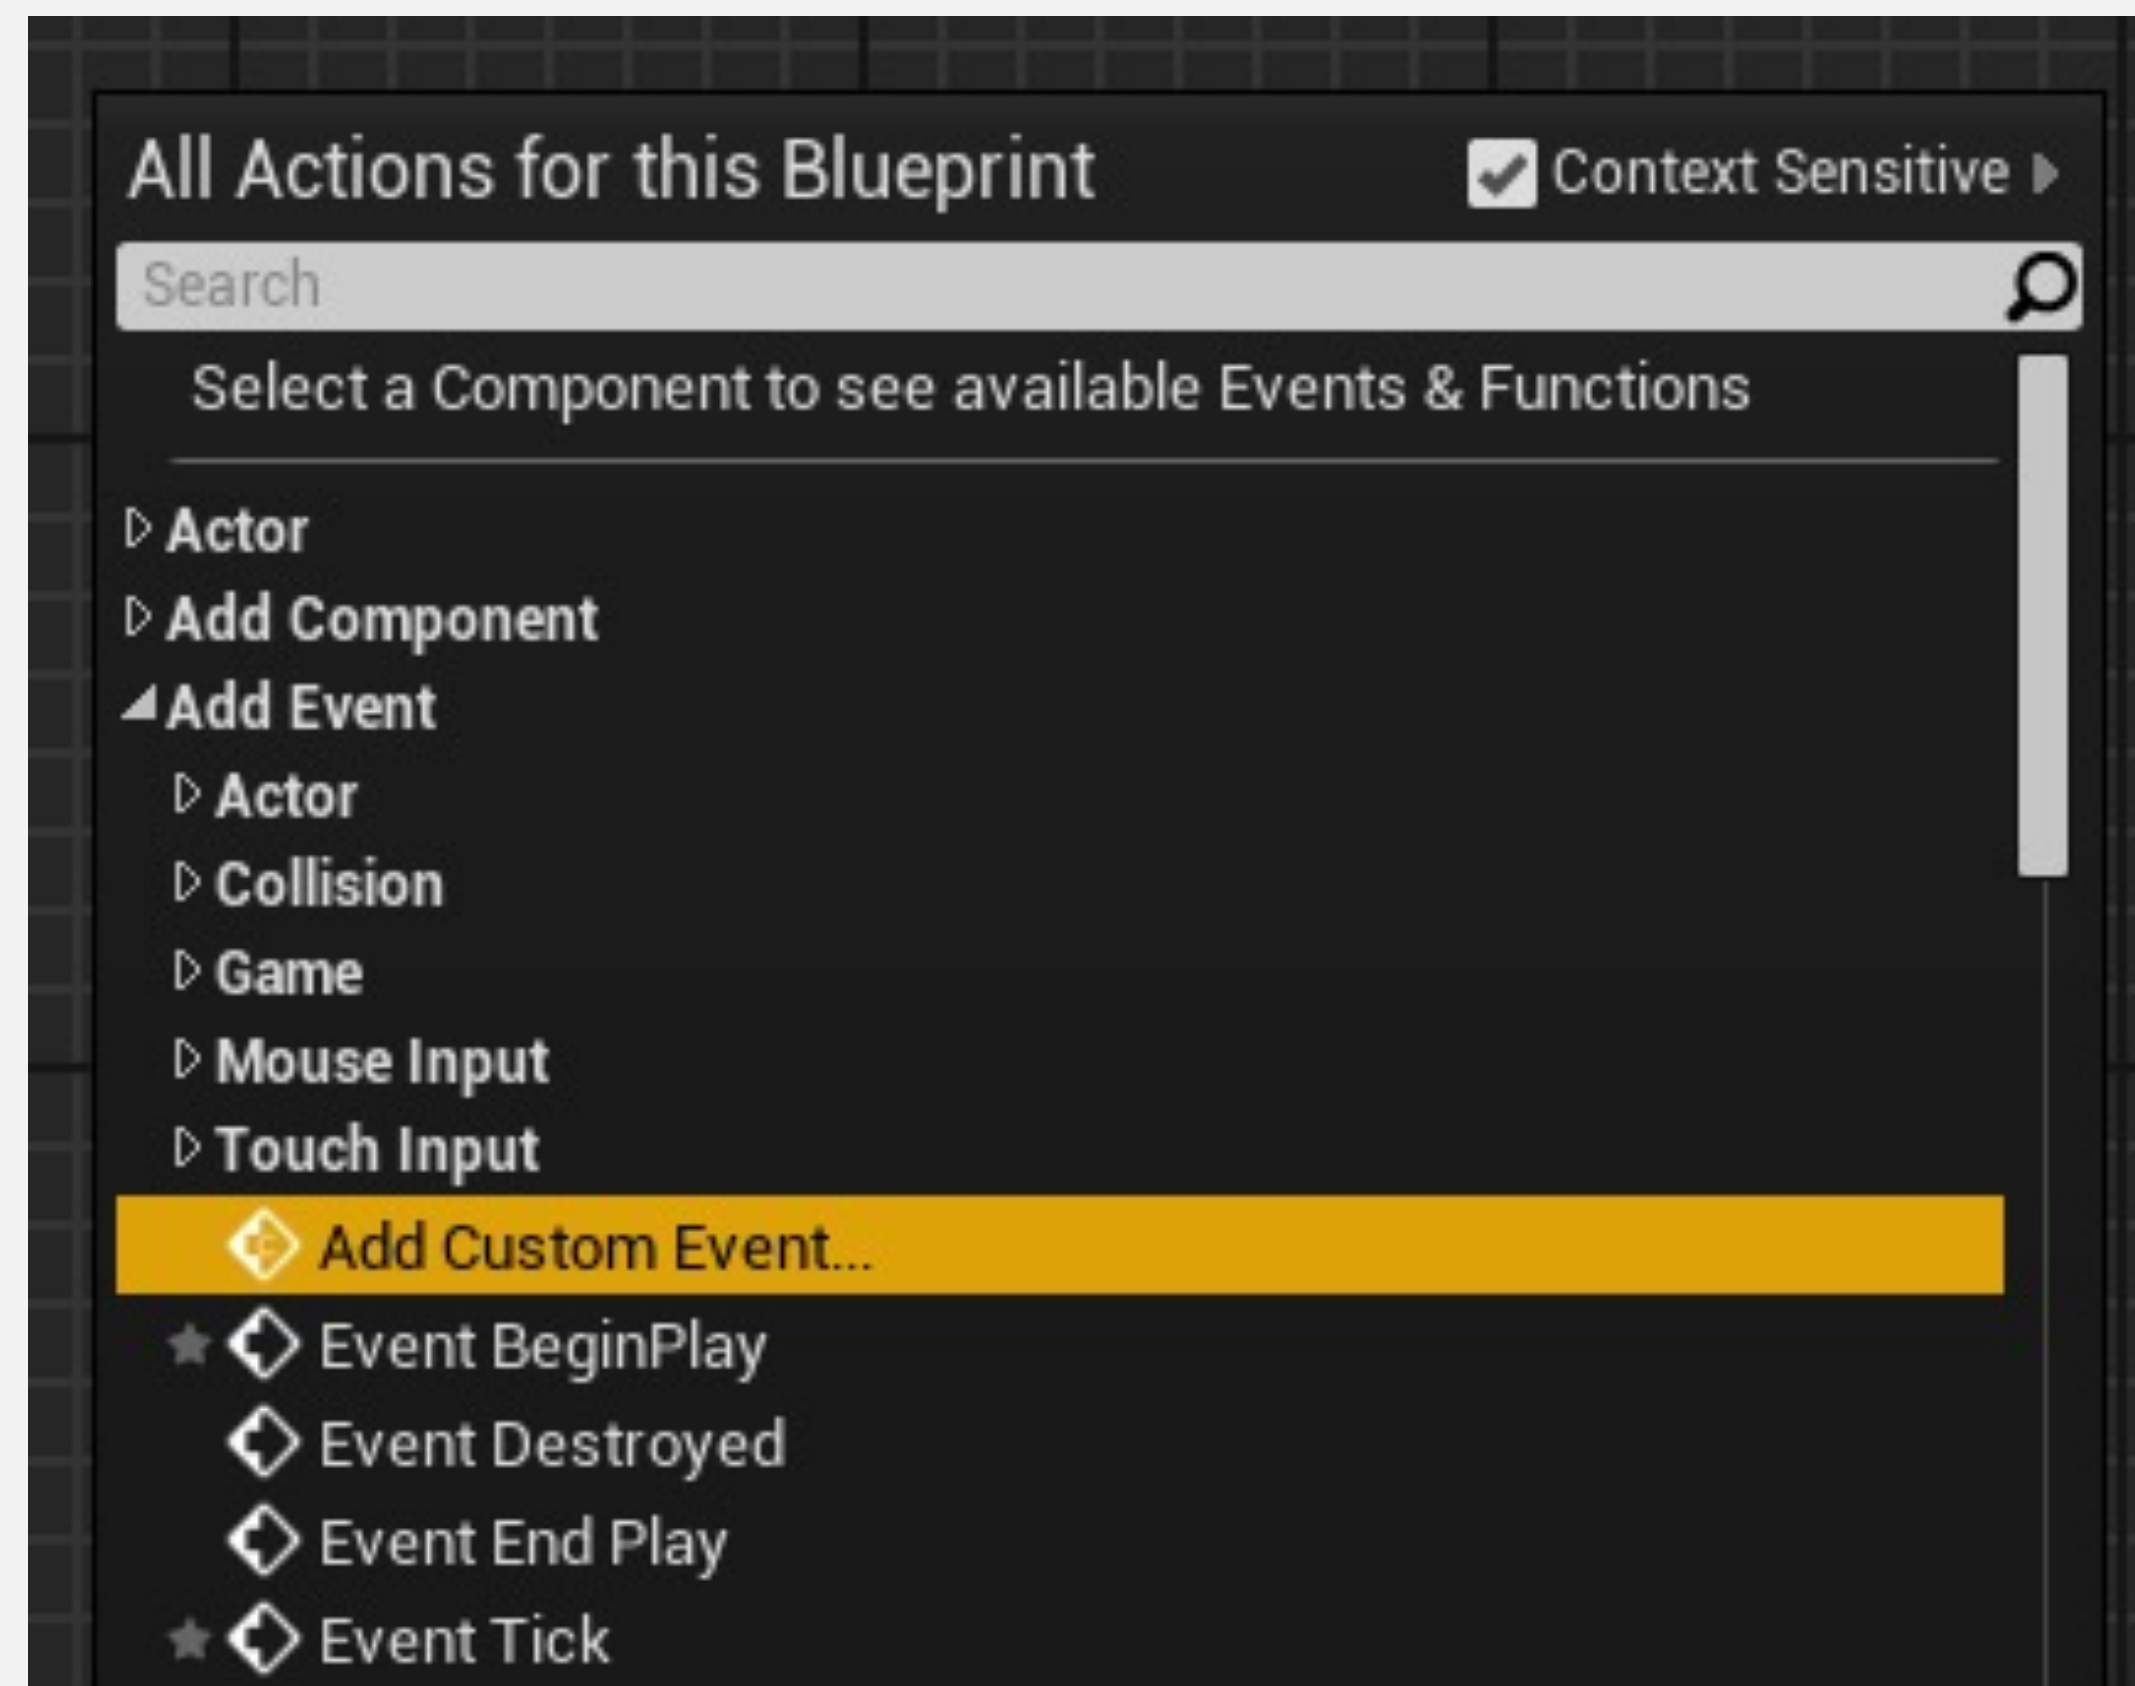 All Actions for this Blueprint
Context Sensitive
Search
Select a Component to see available Events & Functions
Actor
Add Component
Add Event
Actor
Collision
Game
Mouse Input
Touch Input
Add Custom Event...
Event BeginPlay
Event Destroyed
Event End Play
Event Tick